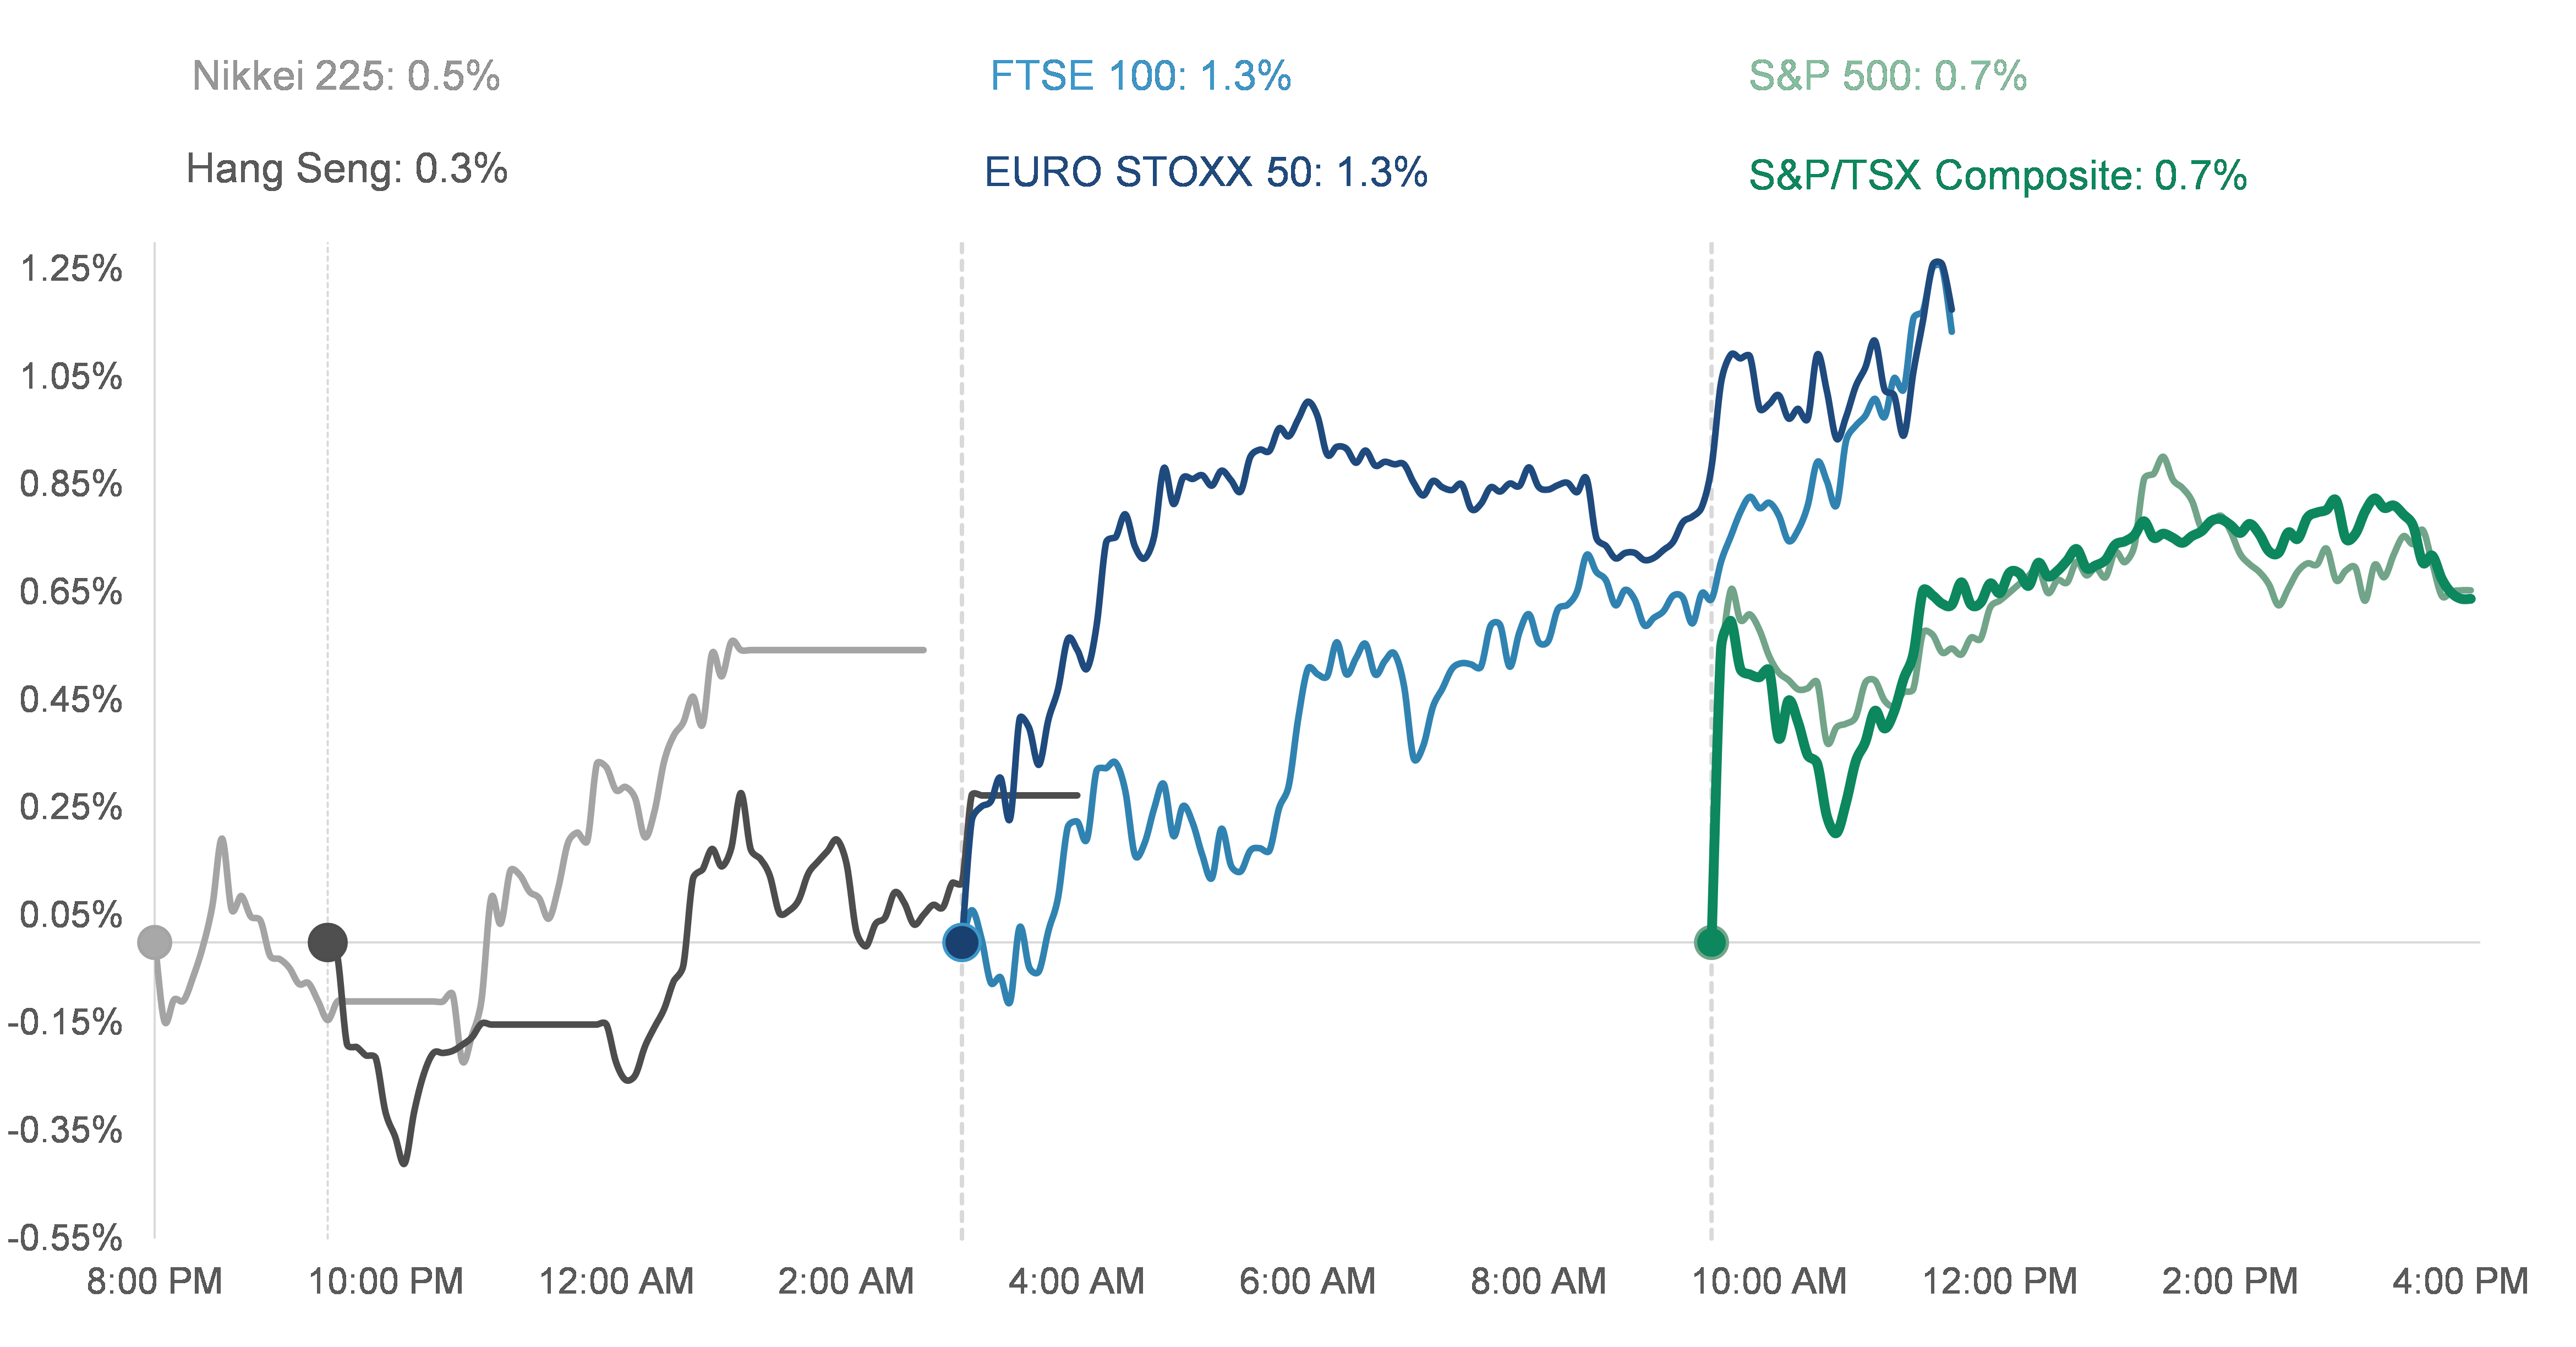 Nikkei 225: 0.5%
FTSE 100: 1.3%
S&P 500: 0.7%
Hang Seng: 0.3%
EURO STOXX 50: 1.3%
S&P/TSX Composite: 0.7%
1.25%
1.05%
0.85%
0.65%
0.45%
0.25%
0.05%
-0.15%
-0.35%
-0.55%
8:00 PM
10:00 PM
12:00 AM
2:00 AM
4:00 AM
6:00 AM
8:00 AM
10:00 AM
12:00 PM
2:00 PM
4:00 PM